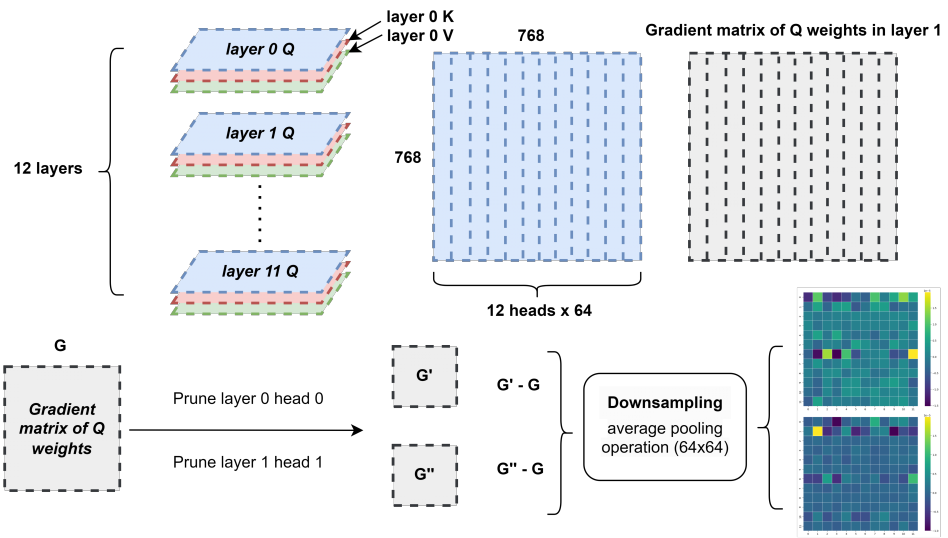 layer 0 K
layer 0 V
layer 0 Q
layer 1 Q
12 layers
layer 11 Q
768
768
12 heads x 64
Gradient matrix of Q weights in layer 1
G
Gradient
matrix of Q
weights
Prune layer 0 head 0
Prune layer 1 head 1
G'
G' - G
G"
G" - G
Downsampling
average pooling
operation (64x64)